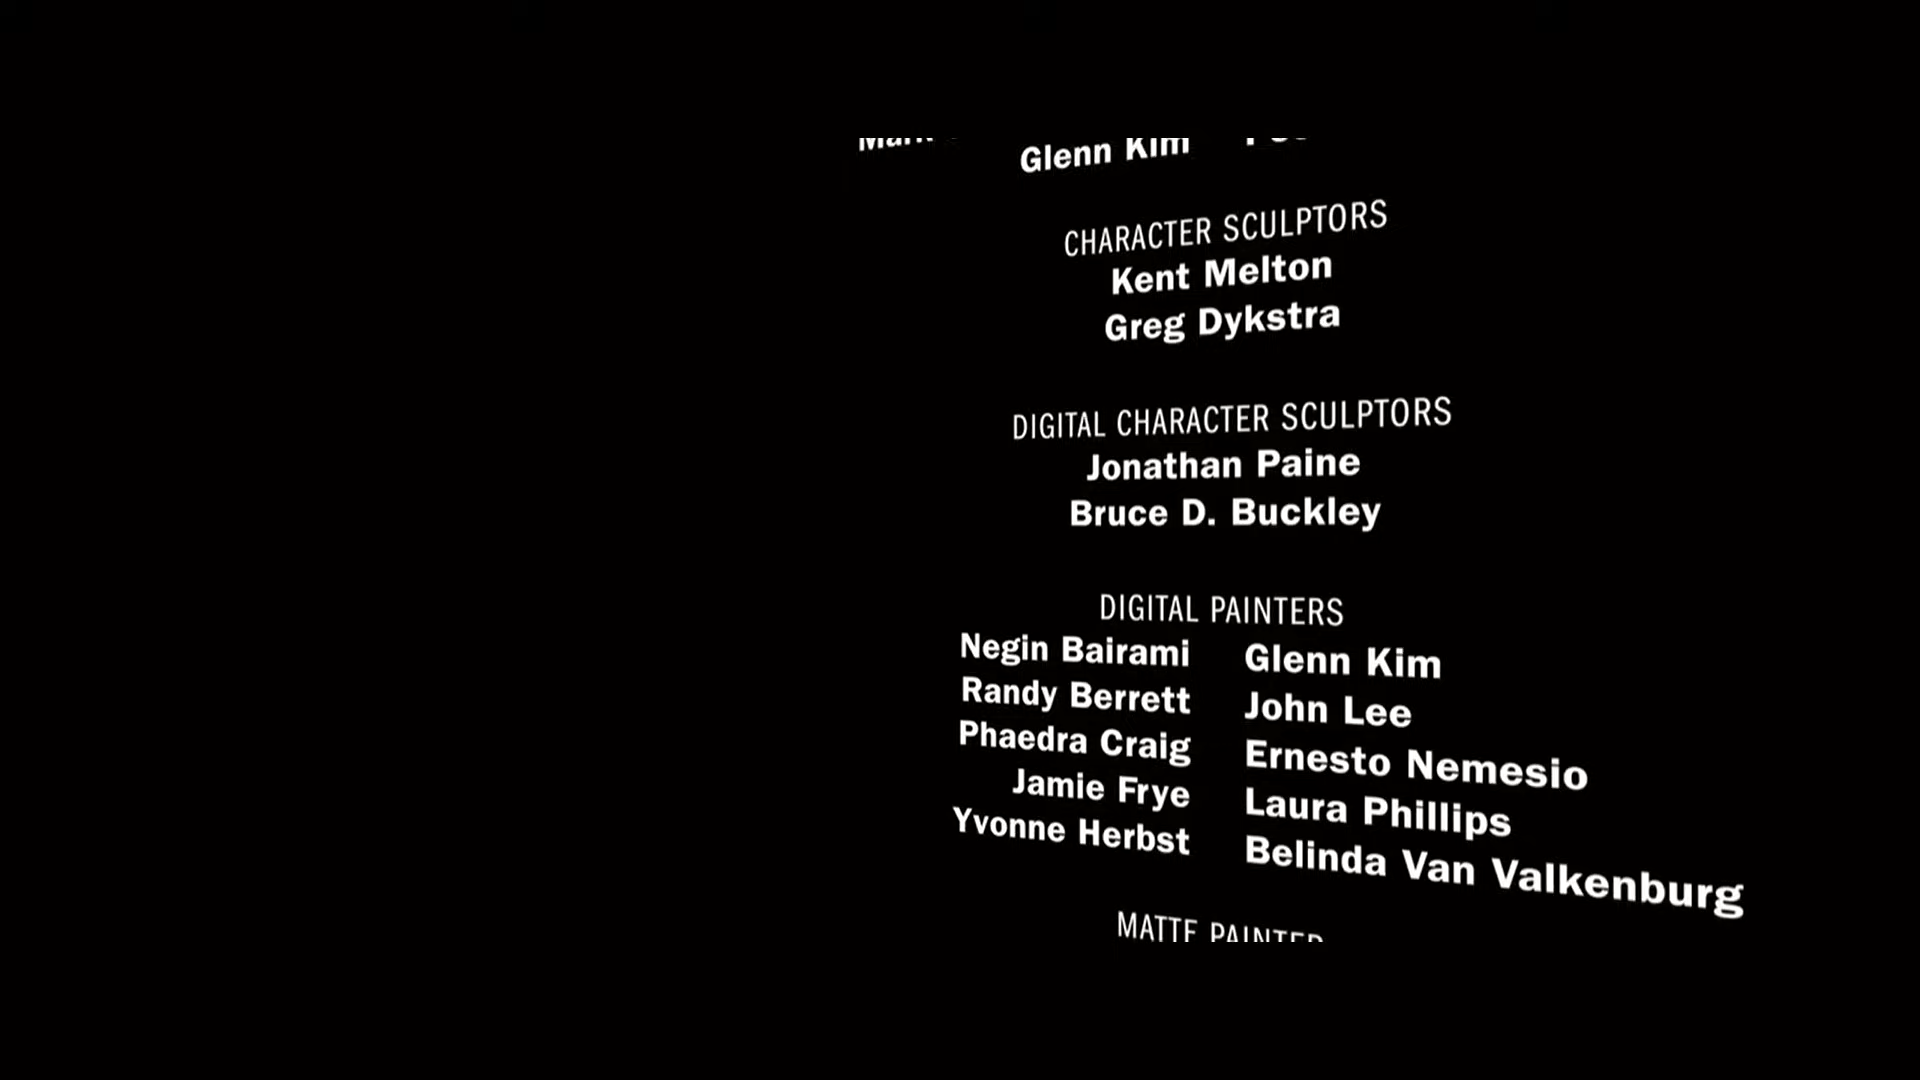 Glenn Kim
CHARACTER SCULPTORS
Kent Melton
Greg Dykstra
DIGITAL CHARACTER SCULPTORS
Jonathan Paine
Bruce D. Buckley
DIGITAL PAINTERS
Negin Bairami Glenn Kim
Randy Berrett John Lee
Phaedra Craig Ernesto Nemesio
Jamie Frye Laura Phillips
Yvonne Herbst Belinda Van Valkenburg
MATTE PAINTER